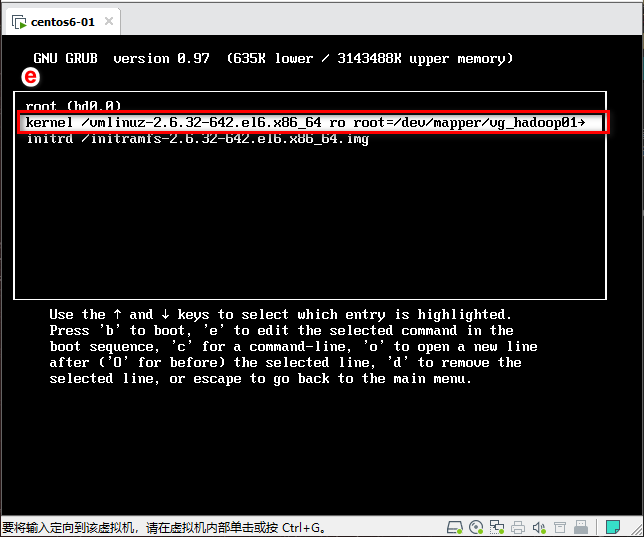 centos6-01
GNU GRUB version 0.97 (635K lower / 3143488K upper memory)
e
root (hd0,0)
kernel /vmlinuz-2.6.32-642.el6.x86_64 ro root=/dev/mapper/vg_hadoop01→
initrd /initramfs-2.6.32-642.el6.x86_64.img
Use the ↑ and ↓ keys to select which entry is highlighted.
Press 'b' to boot, 'e' to edit the selected command in the
boot sequence, 'c' for a command-line, 'o' to open a new line
after ('O' for before) the selected line, 'd' to remove the
selected line, or escape to go back to the main menu.
要将输入定向到该虚拟机，请在虚拟机内部单击或按 Ctrl+G。